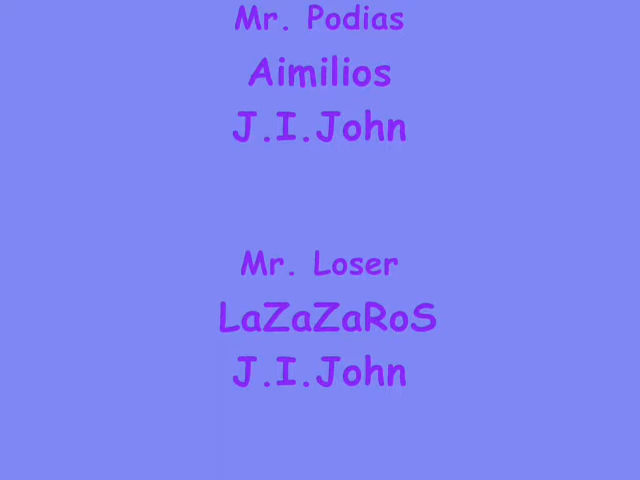 Mr. Podias
Aimilios
J.I.John
Mr. Loser
LaZaZaRoS
J.I.John